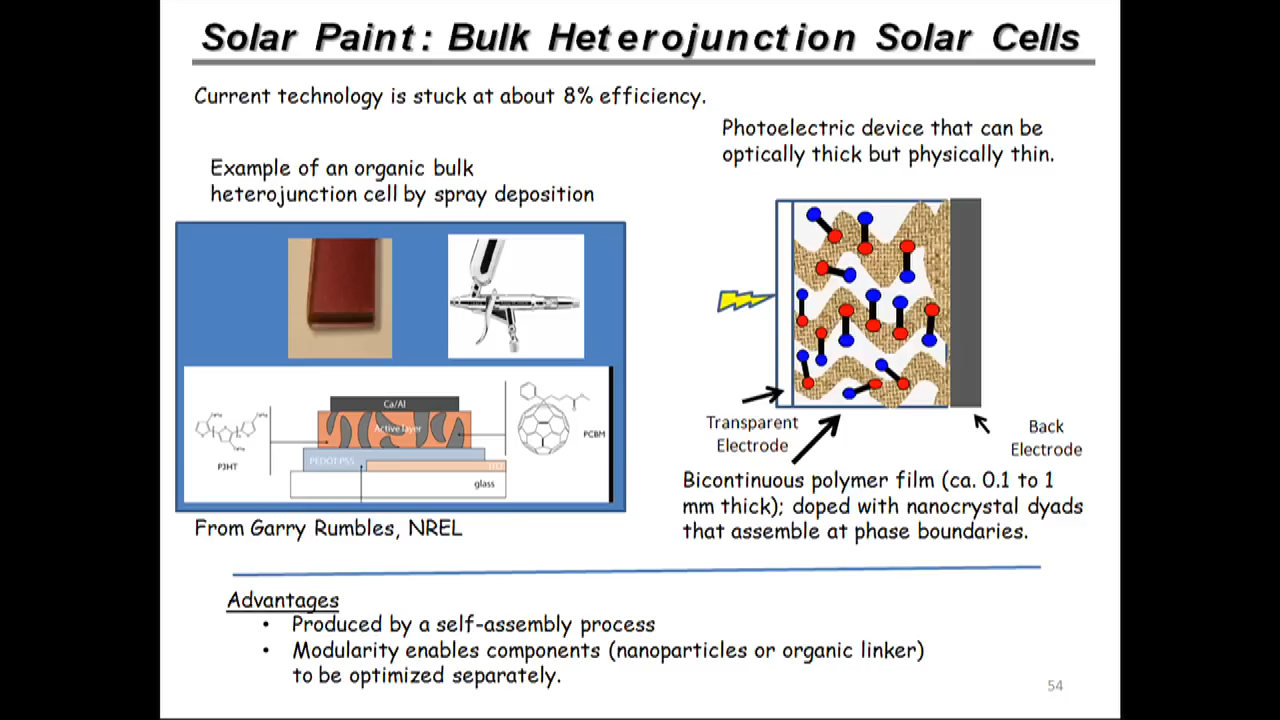 Solar Paint: Bulk Heterojunction Solar Cells
Current technology is stuck at about 8% efficiency.
Photoelectric device that can be
optically thick but physically thin.
Example of an organic bulk
heterojunction cell by spray deposition
Ca/Al
Active layer
PEDOT:PSS
ITO
glass
P3HT
PCBM
From Garry Rumbles, NREL
Transparent
Electrode
Back
Electrode
Bicontinuous polymer film (ca. 0.1 to 1
mm thick); doped with nanocrystal dyads
that assemble at phase boundaries.
Advantages
• Produced by a self-assembly process
• Modularity enables components (nanoparticles or organic linker)
to be optimized separately.
54